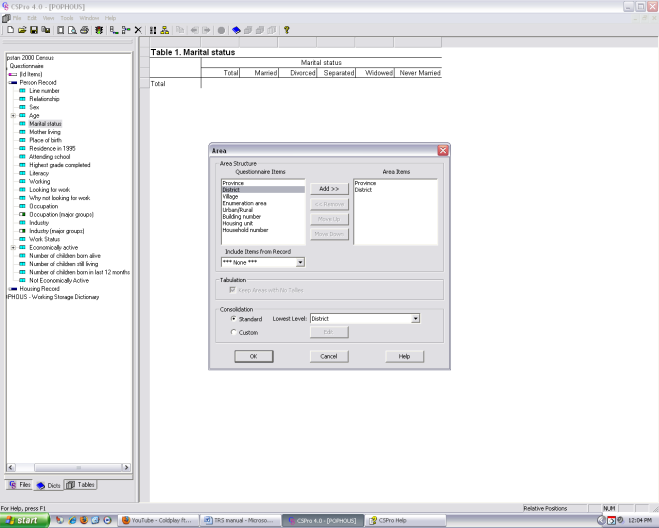 CSPro 4.0 - [POPHOUS]
File Edit View Tools Window Help
pstan 2000 Census
Questionnaire
(Id Items)
Person Record
Line number
Relationship
Sex
Age
Marital status
Mother living
Place of birth
Residence in 1995
Attending school
Highest grade completed
Literacy
Working
Looking for work
Why not looking for work
Occupation
Occupation (major groups)
Industry
Industry (major groups)
Work Status
Economically active
Number of children born alive
Number of children still living
Number of children born in last 12 months
Not Economically Active
Housing Record
OPHOUS - Working Storage Dictionary
Files Dicts Tables
Table 1. Marital status
Marital status
Total Married Divorced Separated Widowed Never Married
Total
Area
Area Structure
Questionnaire Items Area Items
Province
District
Village
Enumeration area
Urban/Rural
Building number
Housing unit
Household number
Add >>
<< Remove
Move Up
Move Down
Province
District
Include Items from Record
*** None ***
Tabulation
Keep Areas with No Tallies
Consolidation
Standard Lowest Level: District
Custom Edit
OK Cancel Help
For Help, press F1 Relative Positions NUM
start YouTube - Coldplay ft... TRS manual - Microso... CSPro 4.0 - [POPHOUS] CSPro Help 12:04 PM